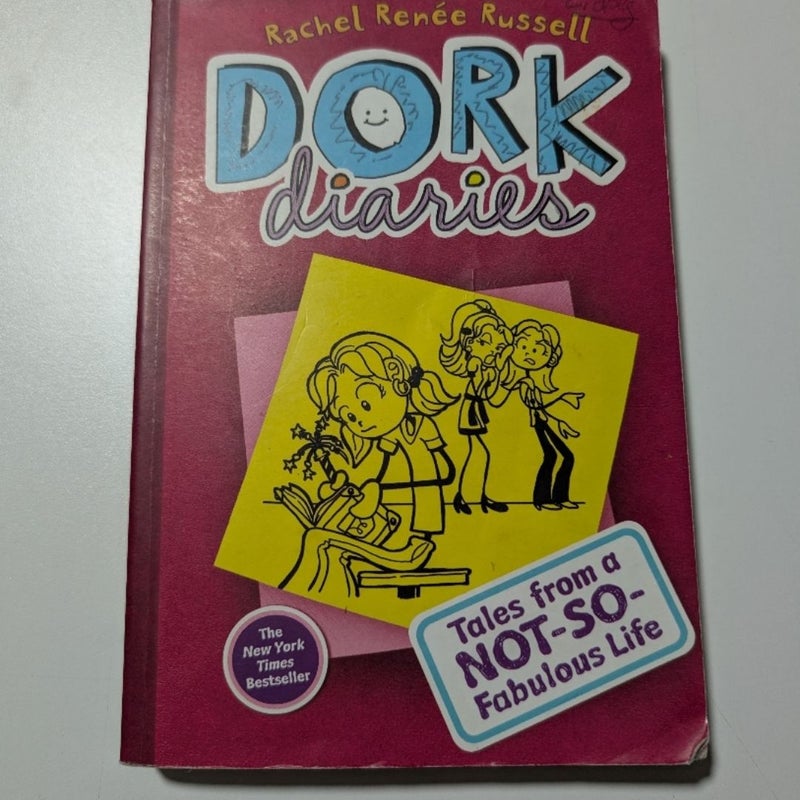 Rachel Renée Russell
DORK
diaries
Tales from a
NOT-SO-
Fabulous Life
The
New York
Times
Bestseller